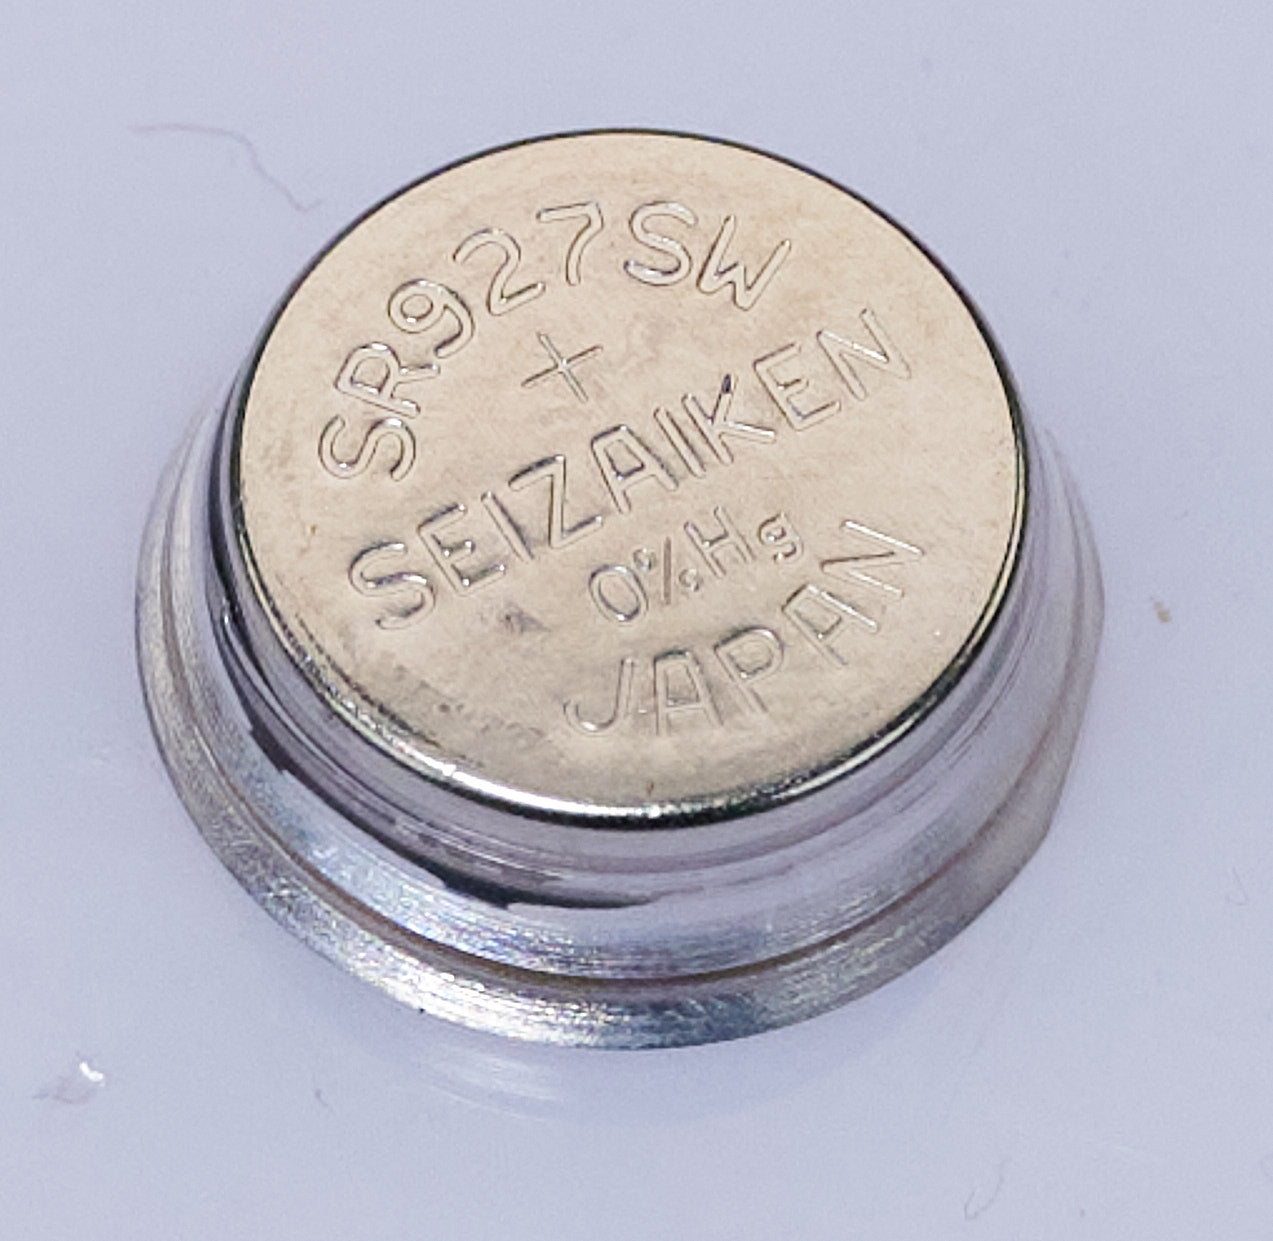 SR927SW
+
SEIZAIKEN
0%Hg
JAPAN